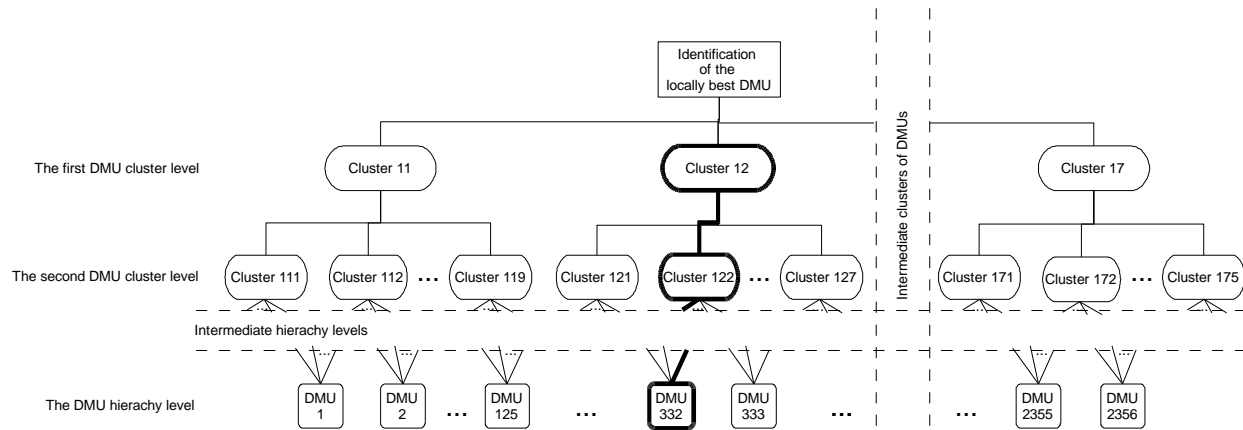 Identification
of the
locally best DMU
Intermediate clusters of DMUs
The first DMU cluster level
Cluster 11
Cluster 12
Cluster 17
The second DMU cluster level
Cluster 111
Cluster 112
...
Cluster 119
Cluster 121
Cluster 122
...
Cluster 127
Cluster 171
Cluster 172
...
Cluster 175
Intermediate hierachy levels
The DMU hierachy level
DMU
1
DMU
2
...
DMU
125
...
DMU
332
DMU
333
...
...
DMU
2355
DMU
2356